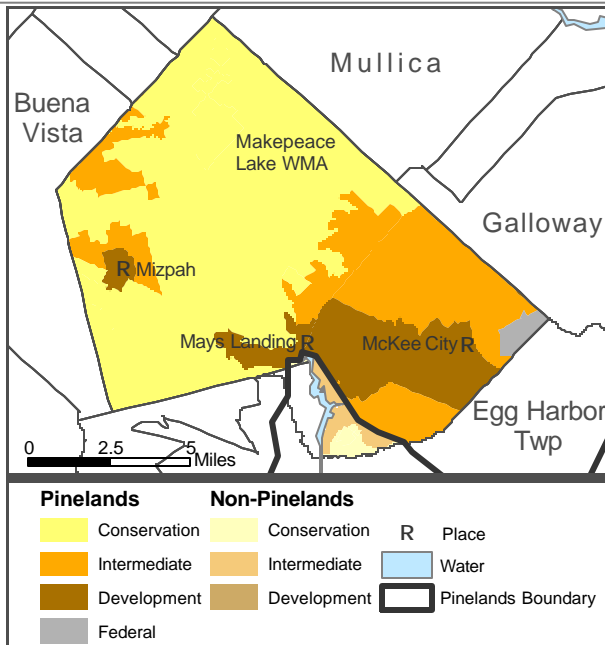 Mullica
Buena
Vista
Makepeace
Lake WMA
Galloway
R Mizpah
Mays Landing R
McKee City R
Egg Harbor
Twp
0 2.5 5
Miles
Pinelands
Conservation
Intermediate
Development
Federal
Non-Pinelands
Conservation
Intermediate
Development
R Place
Water
Pinelands Boundary